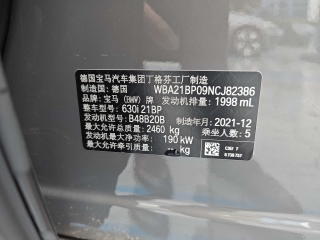 德国宝马汽车集团丁格芬工厂制造
制造国: 德国 WBA21BP09NCJ82386
品牌: 宝马 (BMW) 牌 发动机排量: 1998 mL
整车型号: 630i 21BP
发动机型号: B48B20B 制造年月: 2021-12
最大允许总质量: 2460 kg 乘坐人数: 5
发动机最大净功率: 190 kW
最大允许牵引质量: - kg